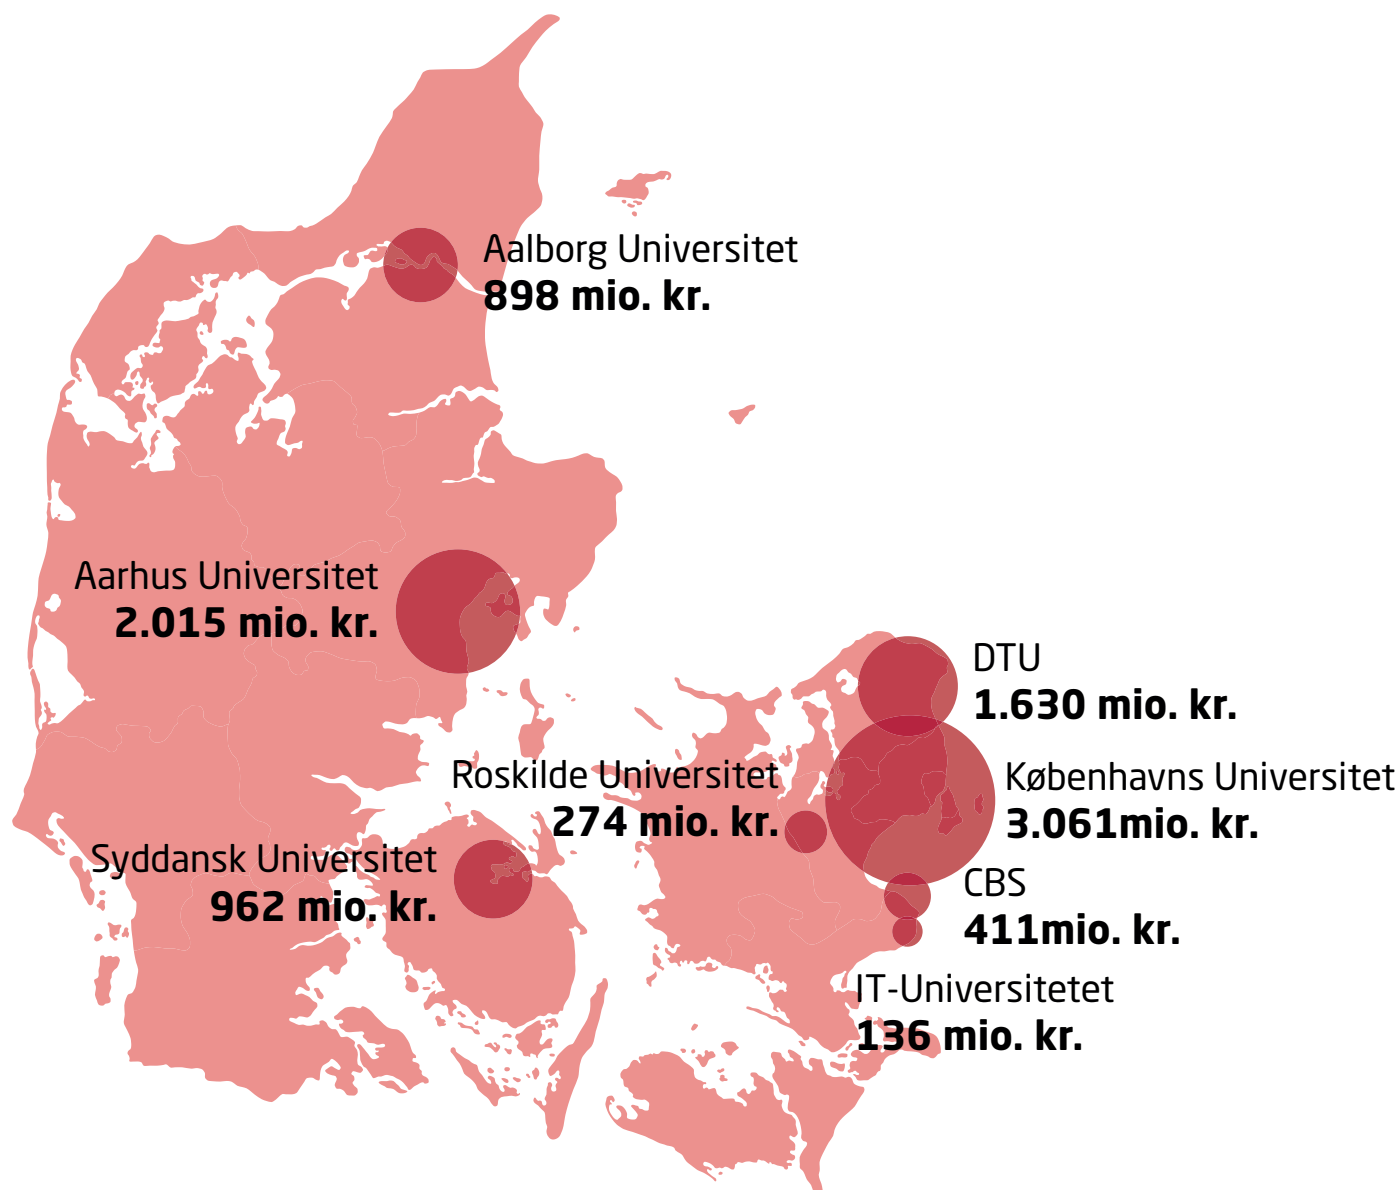 Aalborg Universitet
898 mio. kr.
Aarhus Universitet
2.015 mio. kr.
DTU
1.630 mio. kr.
Roskilde Universitet
274 mio. kr.
Københavns Universitet
3.061mio. kr.
Syddansk Universitet
962 mio. kr.
CBS
411mio. kr.
IT-Universitetet
136 mio. kr.